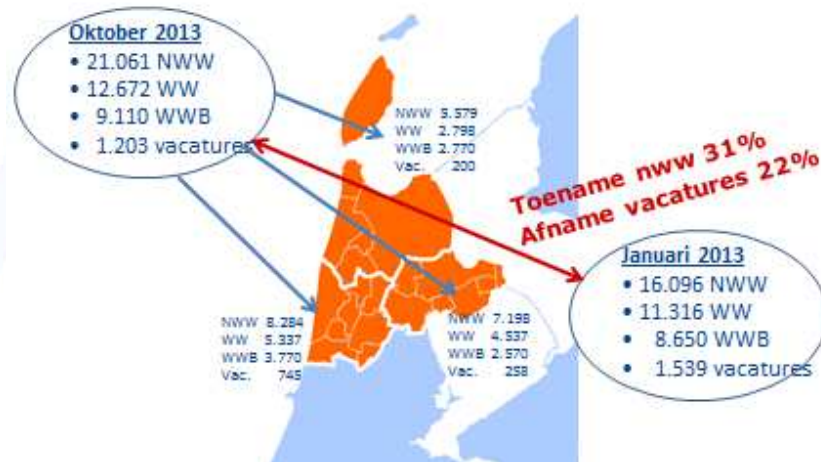 Oktober 2013
• 21.061 NWW
• 12.672 WW
• 9.110 WWB
• 1.203 vacatures
NWW 5.579
WW 2.798
WWB 2.770
Vac. 200
Toename nww 31%
Afname vacatures 22%
Januari 2013
• 16.096 NWW
• 11.316 WW
• 8.650 WWB
• 1.539 vacatures
NWW 8.284
WW 5.337
WWB 3.770
Vac. 745
NWW 7.198
WW 4.537
WWB 2.570
Vac. 258